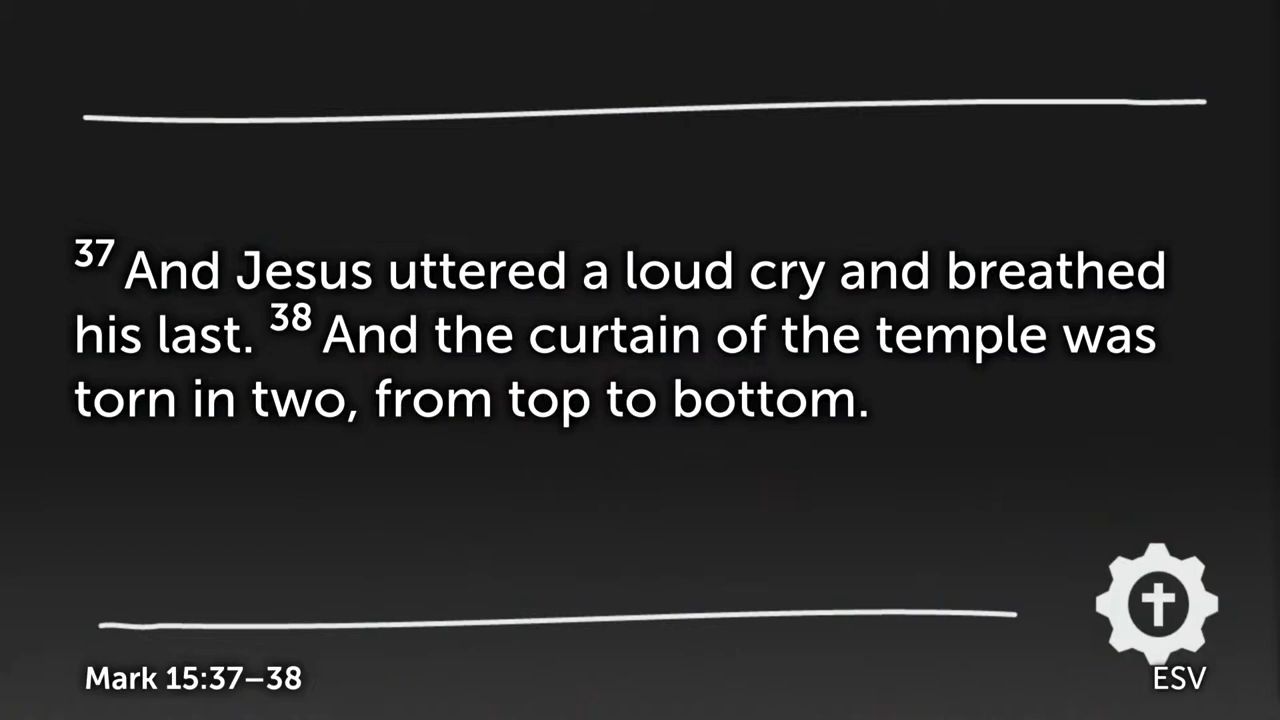 37 And Jesus uttered a loud cry and breathed
his last. 38 And the curtain of the temple was
torn in two, from top to bottom.
Mark 15:37–38
ESV